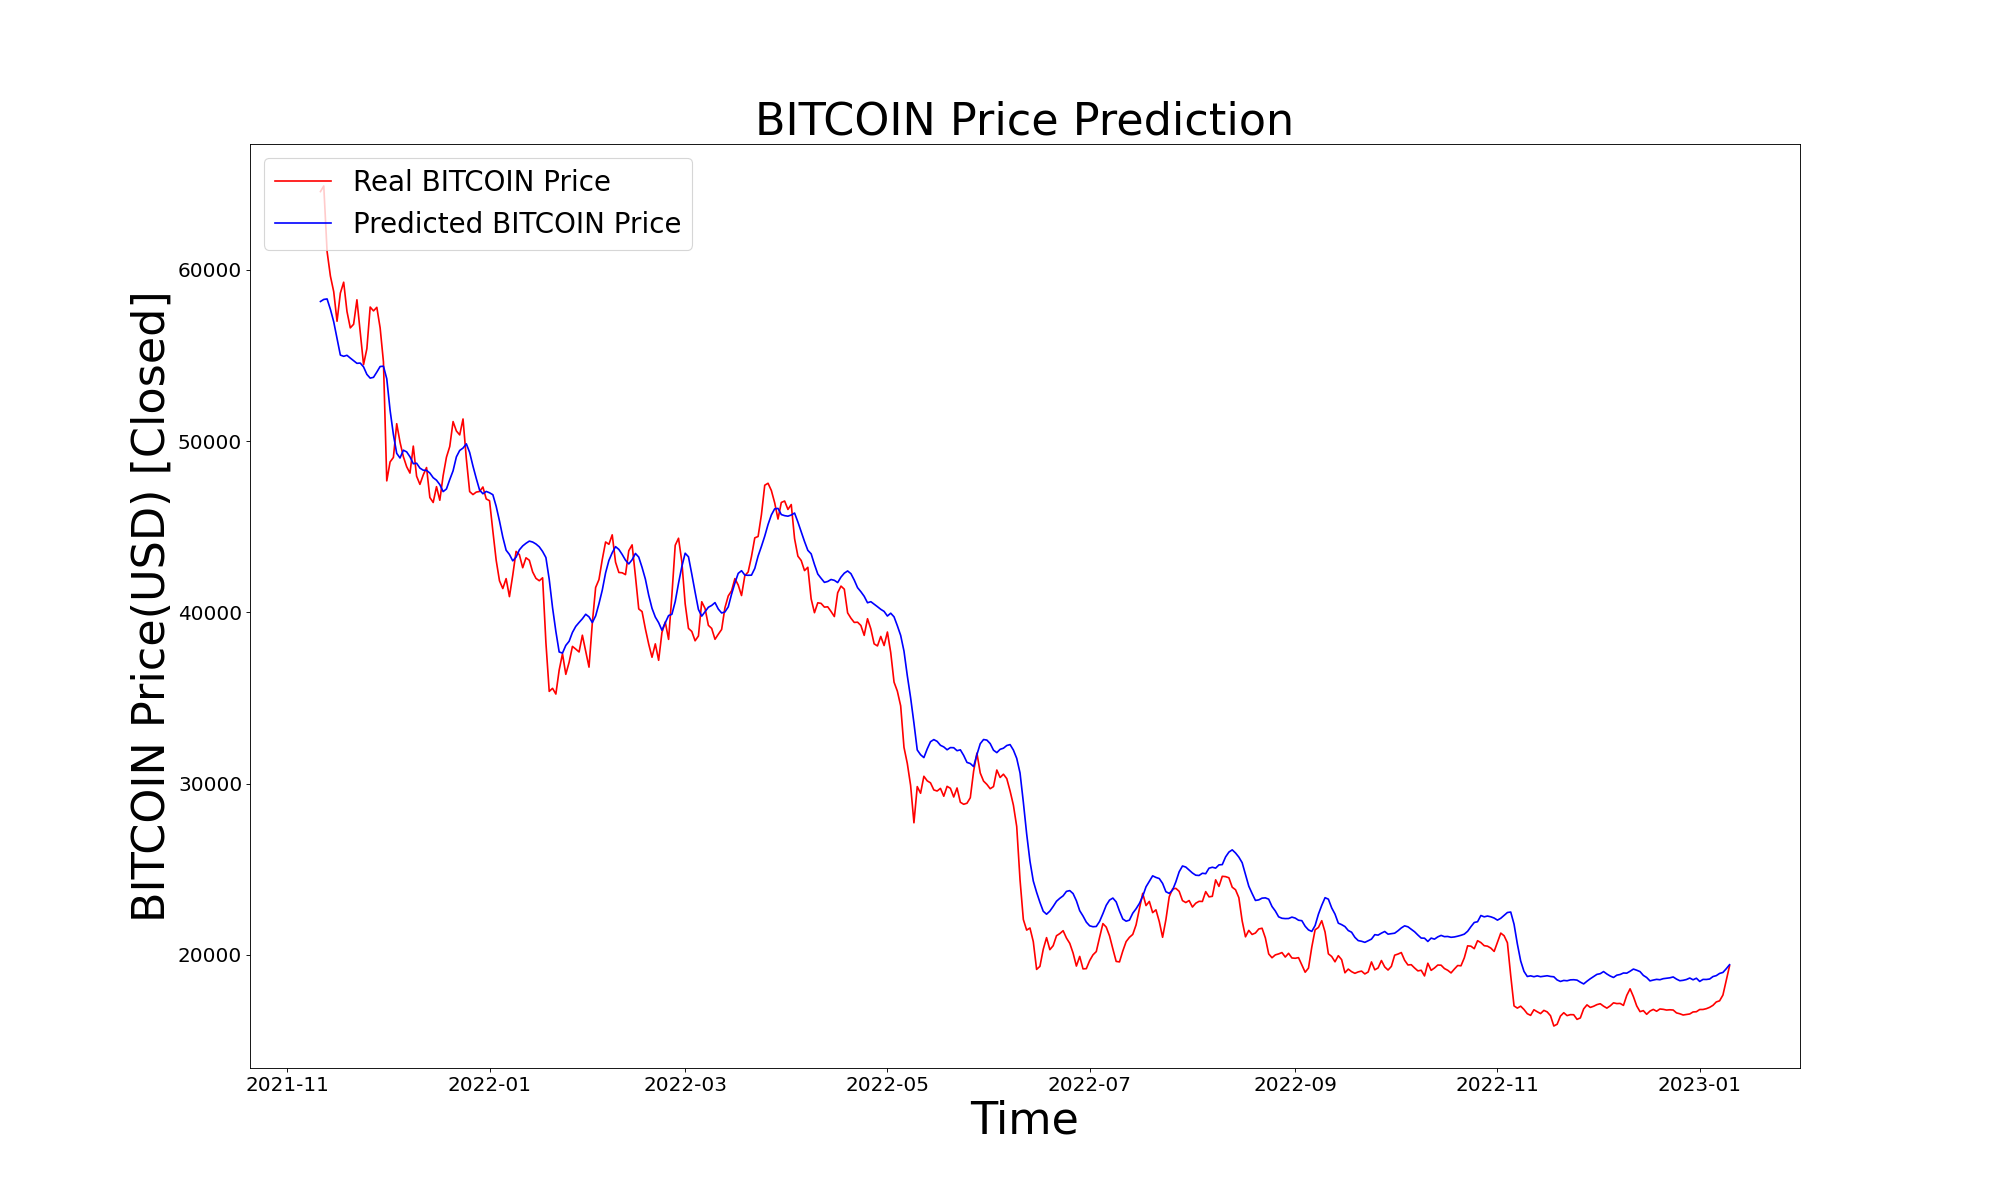 BITCOIN Price Prediction
Real BITCOIN Price
Predicted BITCOIN Price
BITCOIN Price(USD) [Closed]
60000
50000
40000
30000
20000
2021-11
2022-01
2022-03
2022-05
2022-07
2022-09
2022-11
2023-01
Time